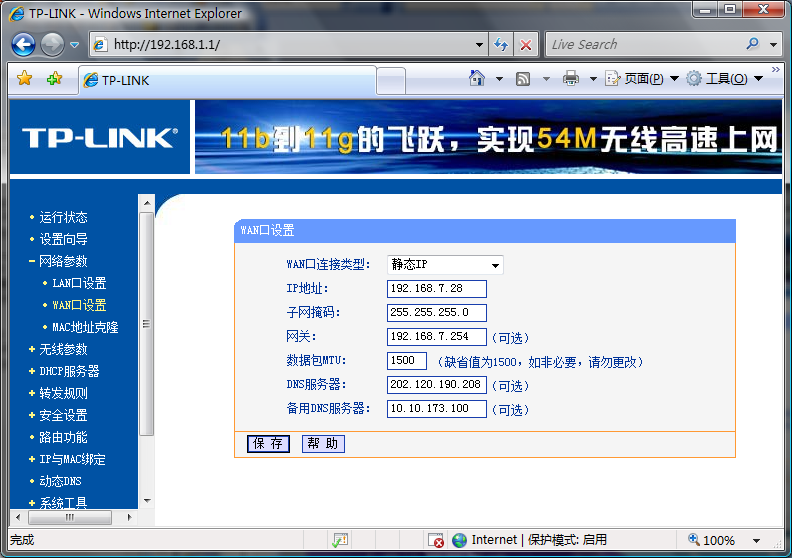 TP-LINK - Windows Internet Explorer
http://192.168.1.1/
Live Search
TP-LINK
页面(P)
工具(O)
TP-LINK®
11b到11g的飞跃，实现54M无线高速上网
• 运行状态
• 设置向导
− 网络参数
• LAN口设置
• WAN口设置
• MAC地址克隆
+ 无线参数
+ DHCP服务器
+ 转发规则
+ 安全设置
• 路由功能
+ IP与MAC绑定
• 动态DNS
+ 系统工具
WAN口设置
WAN口连接类型： 静态IP
IP地址： 192.168.7.28
子网掩码： 255.255.255.0
网关： 192.168.7.254 (可选)
数据包MTU： 1500 (缺省值为1500，如非必要，请勿更改)
DNS服务器： 202.120.190.208 (可选)
备用DNS服务器： 10.10.173.100 (可选)
保 存 帮 助
完成
Internet | 保护模式: 启用
100%